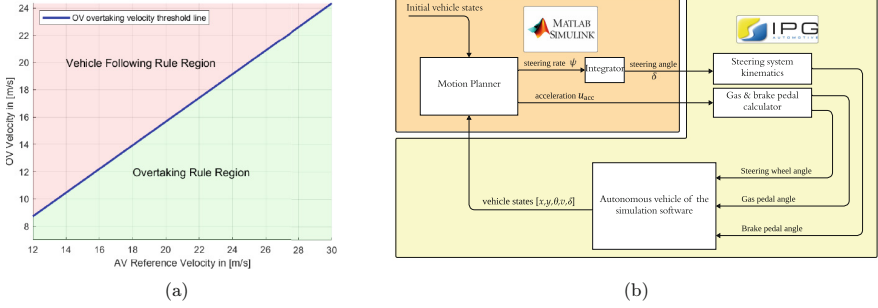 OV overtaking velocity threshold line
Vehicle Following Rule Region
Overtaking Rule Region
OV Velocity in [m/s]
24
22
20
18
16
14
12
10
8
12 14 16 18 20 22 24 26 28 30
AV Reference Velocity in [m/s]
(a)
Initial vehicle states
MATLAB
SIMULINK
IPG
AUTOMOTIVE
Motion Planner
steering rate ψ
Integrator
steering angle
δ
Steering system
kinematics
acceleration u_acc
Gas & brake pedal
calculator
Autonomous vehicle of the
simulation software
Steering wheel angle
Gas pedal angle
Brake pedal angle
vehicle states [x,y,θ,v,δ]
(b)